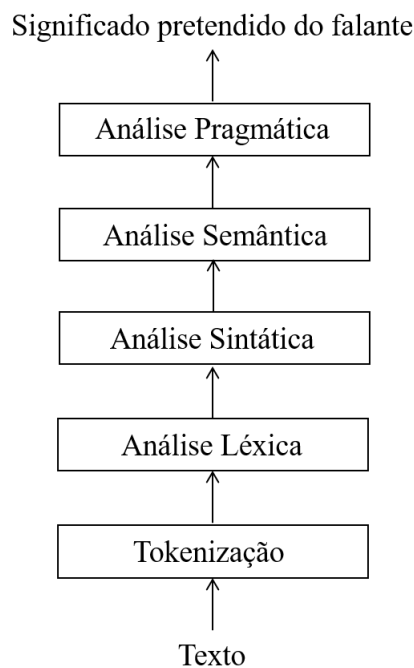 Significado pretendido do falante
Análise Pragmática
Análise Semântica
Análise Sintática
Análise Léxica
Tokenização
Texto